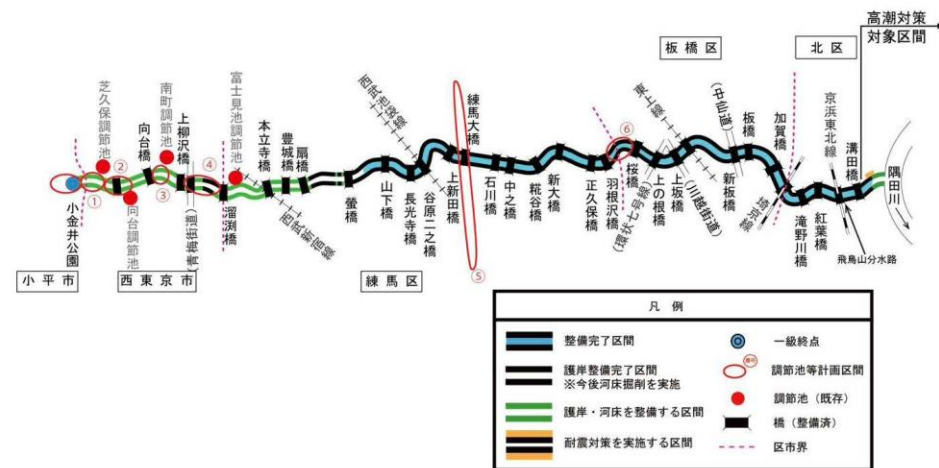 高潮対策
対象区間
板橋区
北区
芝久保調節池
向台橋
南町調節池
上柳沢橋
富士見池調節池
本立寺橋
豊城橋
扇橋
西武池袋線
練馬大橋
⑥
東上線
(中仙道)
板橋
加賀橋
京浜東北線
溝田橋
隅田川
①
②
③
④
⑤
小金井公園
向台調節池
(青梅街道)
溜渕橋
西武新宿線
螢橋
山下橋
長光寺橋
谷原二之橋
上新田橋
石川橋
中之橋
糀谷橋
新大橋
正久保橋
羽根沢橋
桜橋
(環状七号線)
上の根橋
上坂橋
(川越街道)
新板橋
埼京線
滝野川橋
紅葉橋
飛鳥山分水路
小平市
西東京市
練馬区
凡例
整備完了区間
護岸整備完了区間
※今後河床掘削を実施
護岸・河床を整備する区間
耐震対策を実施する区間
一級終点
調節池等計画区間
調節池(既存)
橋(整備済)
区市界